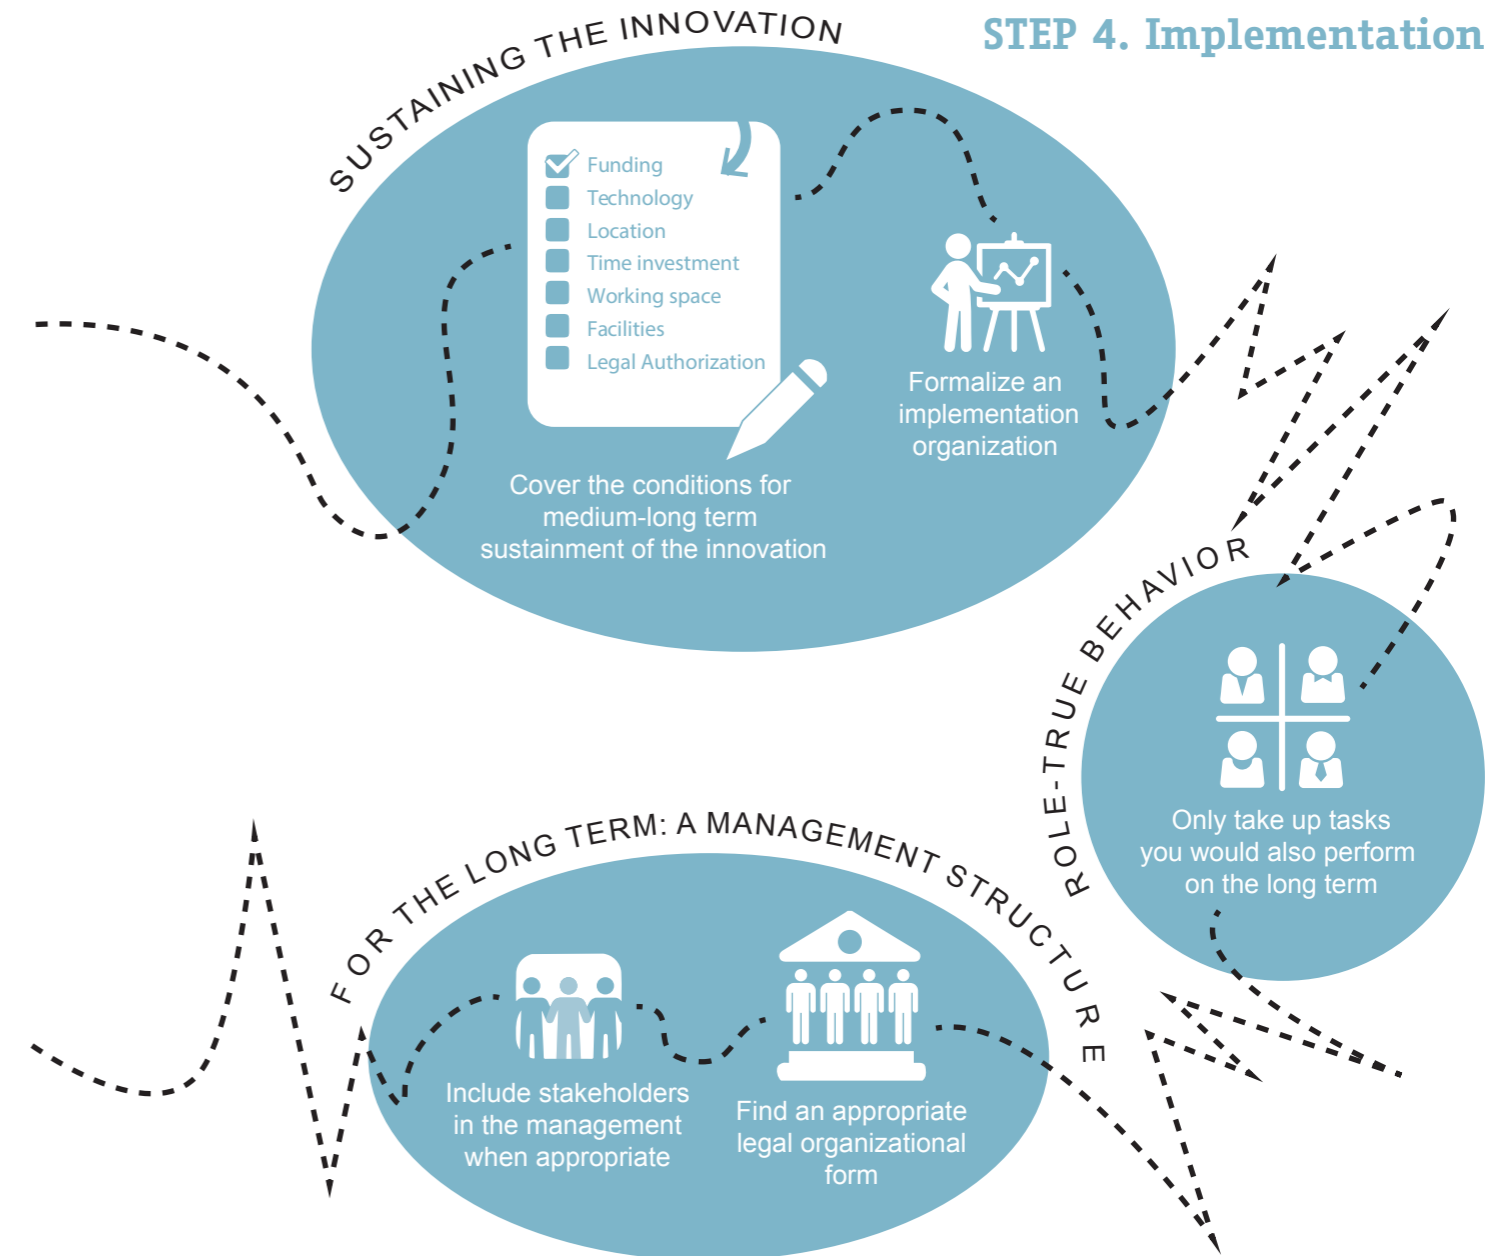 STEP 4. Implementation
SUSTAINING THE INNOVATION
Funding
Technology
Location
Time investment
Working space
Facilities
Legal Authorization
Cover the conditions for
medium-long term
sustainment of the innovation
Formalize an
implementation
organization
ROLE-TRUE BEHAVIOR
Only take up tasks
you would also perform
on the long term
FOR THE LONG TERM: A MANAGEMENT STRUCTURE
Include stakeholders
in the management
when appropriate
Find an appropriate
legal organizational
form